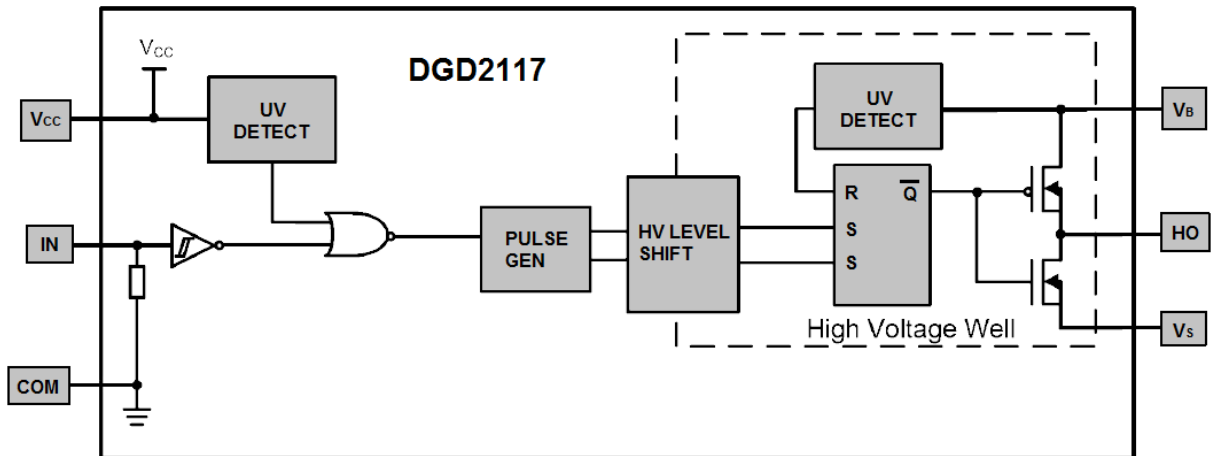 VCC
DGD2117
UV
DETECT
UV
DETECT
VCC
VB
R
Q
IN
PULSE
GEN
HV LEVEL
SHIFT
S
S
HO
High Voltage Well
VS
COM